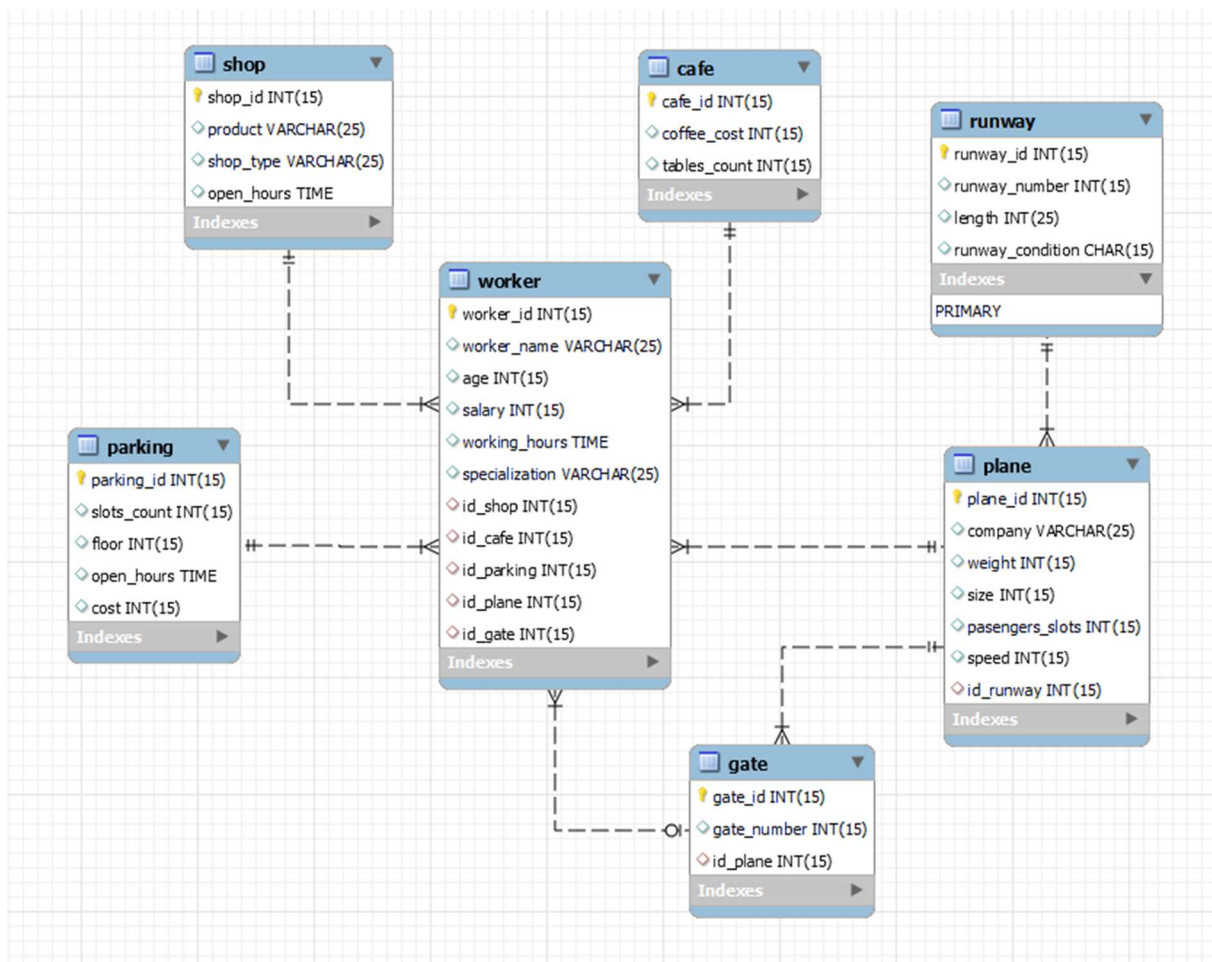 shop
shop_id INT(15)
product VARCHAR(25)
shop_type VARCHAR(25)
open_hours TIME
Indexes
cafe
cafe_id INT(15)
coffee_cost INT(15)
tables_count INT(15)
Indexes
runway
runway_id INT(15)
runway_number INT(15)
length INT(25)
runway_condition CHAR(15)
Indexes
PRIMARY
worker
worker_id INT(15)
worker_name VARCHAR(25)
age INT(15)
salary INT(15)
working_hours TIME
specialization VARCHAR(25)
id_shop INT(15)
id_cafe INT(15)
id_parking INT(15)
id_plane INT(15)
id_gate INT(15)
Indexes
parking
parking_id INT(15)
slots_count INT(15)
floor INT(15)
open_hours TIME
cost INT(15)
Indexes
plane
plane_id INT(15)
company VARCHAR(25)
weight INT(15)
size INT(15)
pasengers_slots INT(15)
speed INT(15)
id_runway INT(15)
Indexes
gate
gate_id INT(15)
gate_number INT(15)
id_plane INT(15)
Indexes